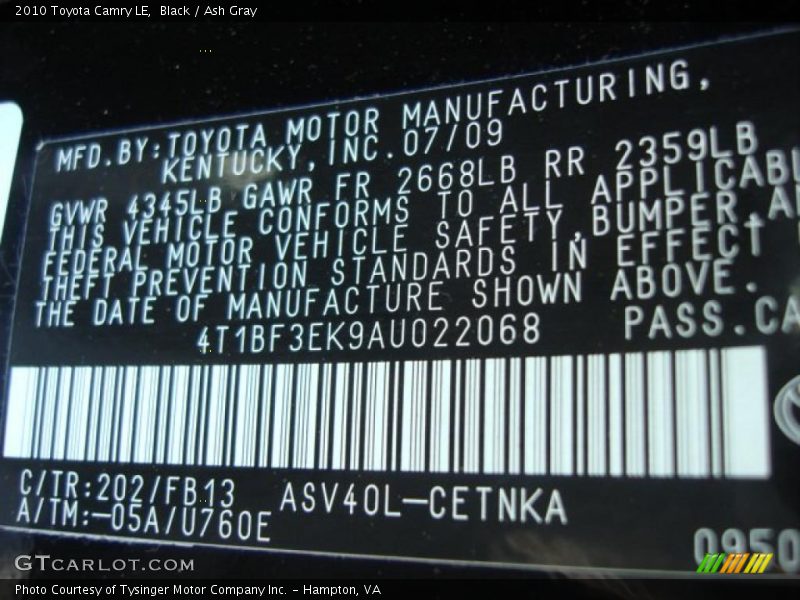 2010 Toyota Camry LE,  Black / Ash Gray
MFD.BY:TOYOTA MOTOR MANUFACTURING,
KENTUCKY,INC.07/09
GVWR 4345LB GAWR FR 2668LB RR 2359LB
THIS VEHICLE CONFORMS TO ALL APPLICABL
FEDERAL MOTOR VEHICLE SAFETY,BUMPER,AN
THEFT PREVENTION STANDARDS IN EFFECT
THE DATE OF MANUFACTURE SHOWN ABOVE.
4T1BF3EK9AU022068 PASS.CA
C/TR:202/FB13 ASV40L-CETNKA
A/TM:-05A/U760E
0950
GTCARLOT.COM
Photo Courtesy of Tysinger Motor Company Inc. - Hampton, VA